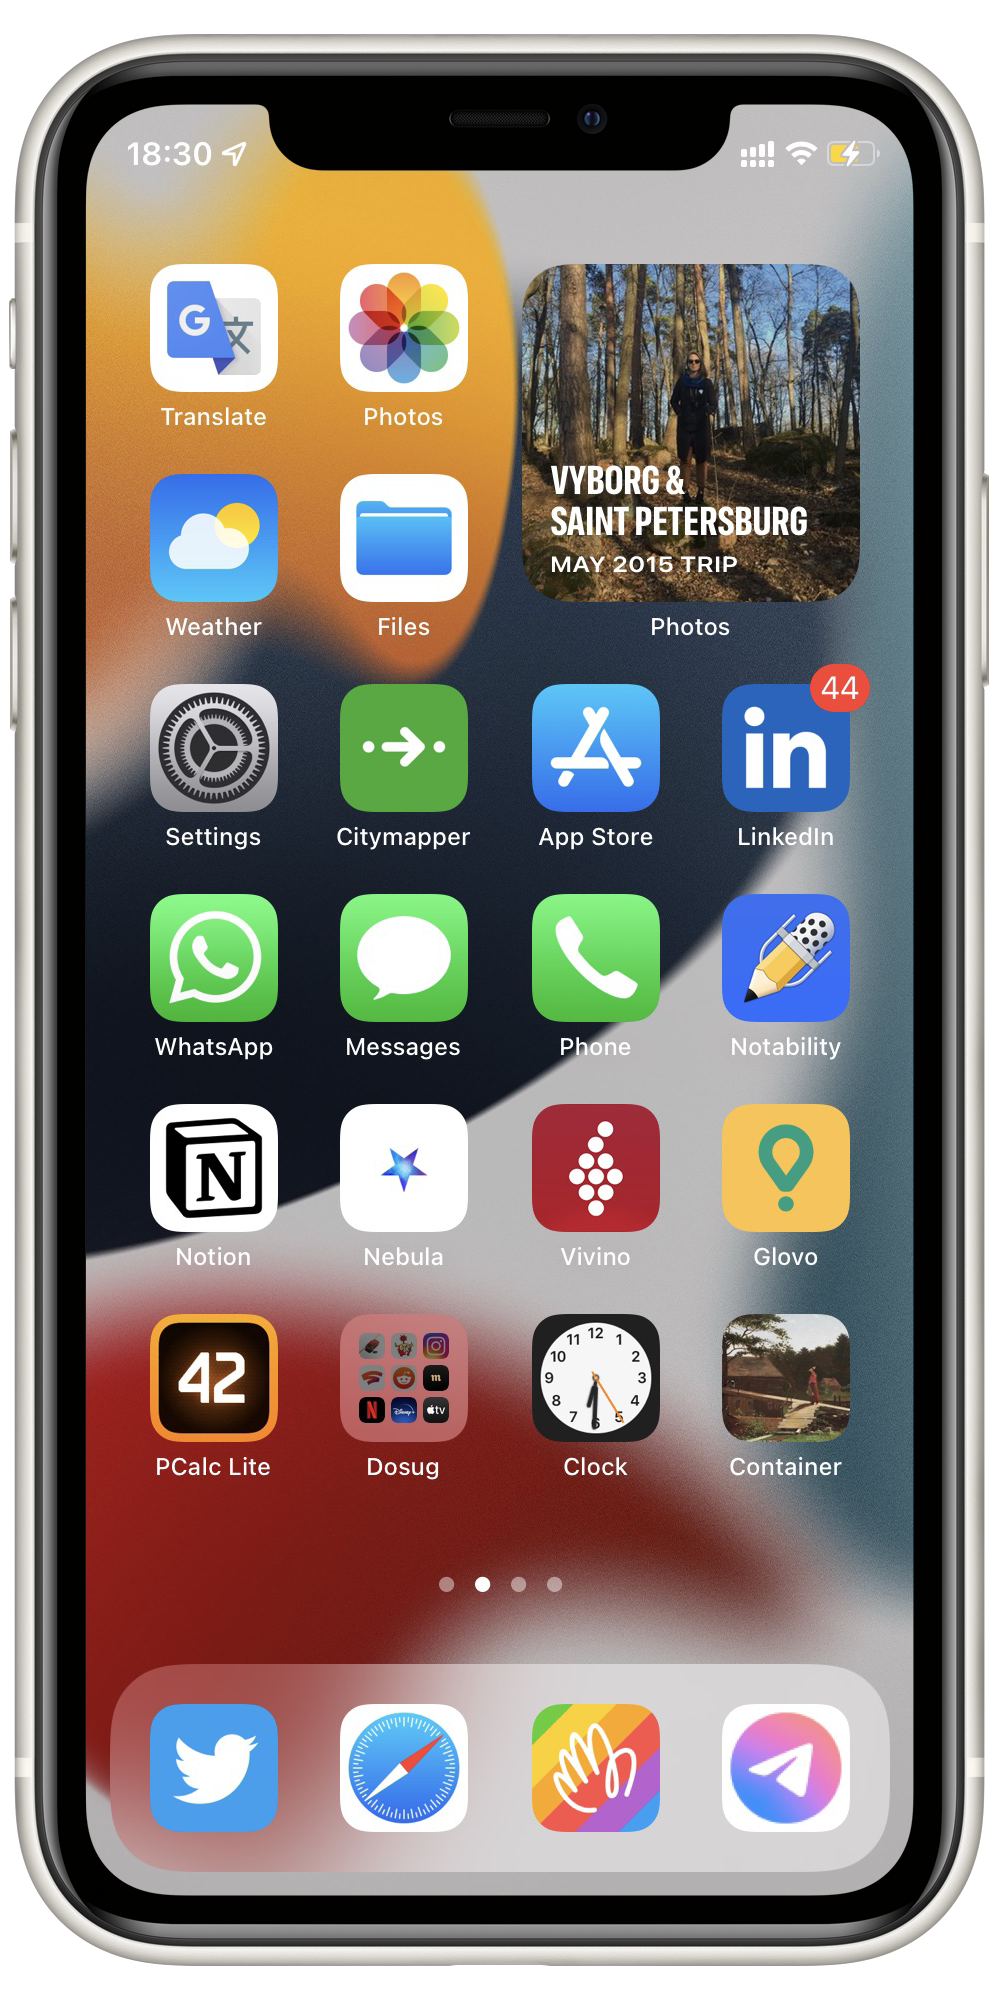 18:30
G 文
Translate
Photos
VYBORG &
SAINT PETERSBURG
MAY 2015 TRIP
Weather
Files
Photos
44
in
Settings
Citymapper
App Store
LinkedIn
WhatsApp
Messages
Phone
Notability
N
Notion
Nebula
Vivino
Glovo
42
m
N
Disney+
tv
12 1 2 3 4 5 6 7 8 9 10 11
PCalc Lite
Dosug
Clock
Container